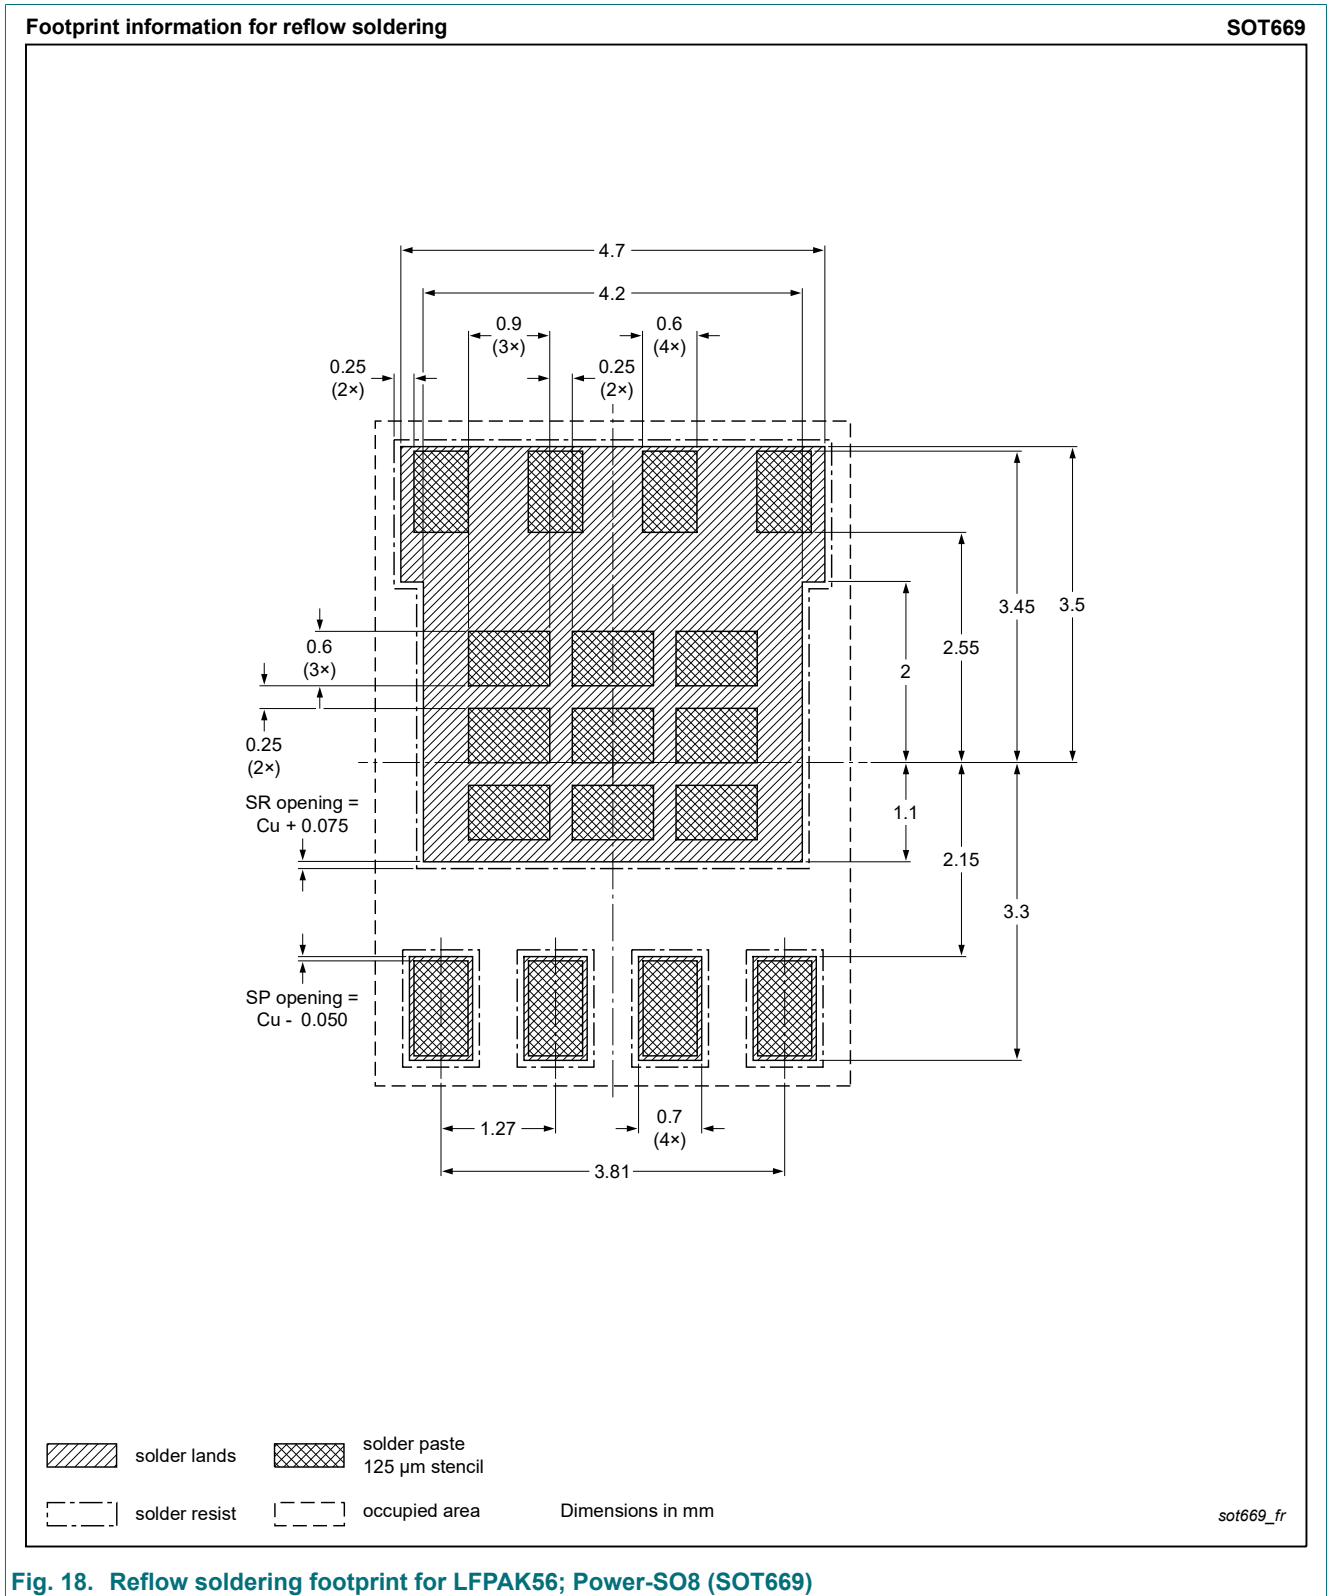 Footprint information for reflow soldering
SOT669
4.7
4.2
0.9
(3×)
0.6
(4×)
0.25
(2×)
0.25
(2×)
3.45
3.5
2.55
2
0.6
(3×)
0.25
(2×)
SR opening =
Cu + 0.075
1.1
2.15
3.3
SP opening =
Cu - 0.050
1.27
0.7
(4×)
3.81
solder lands
solder paste
125 µm stencil
solder resist
occupied area
Dimensions in mm
sot669_fr
Fig. 18. Reflow soldering footprint for LFPAK56; Power-SO8 (SOT669)